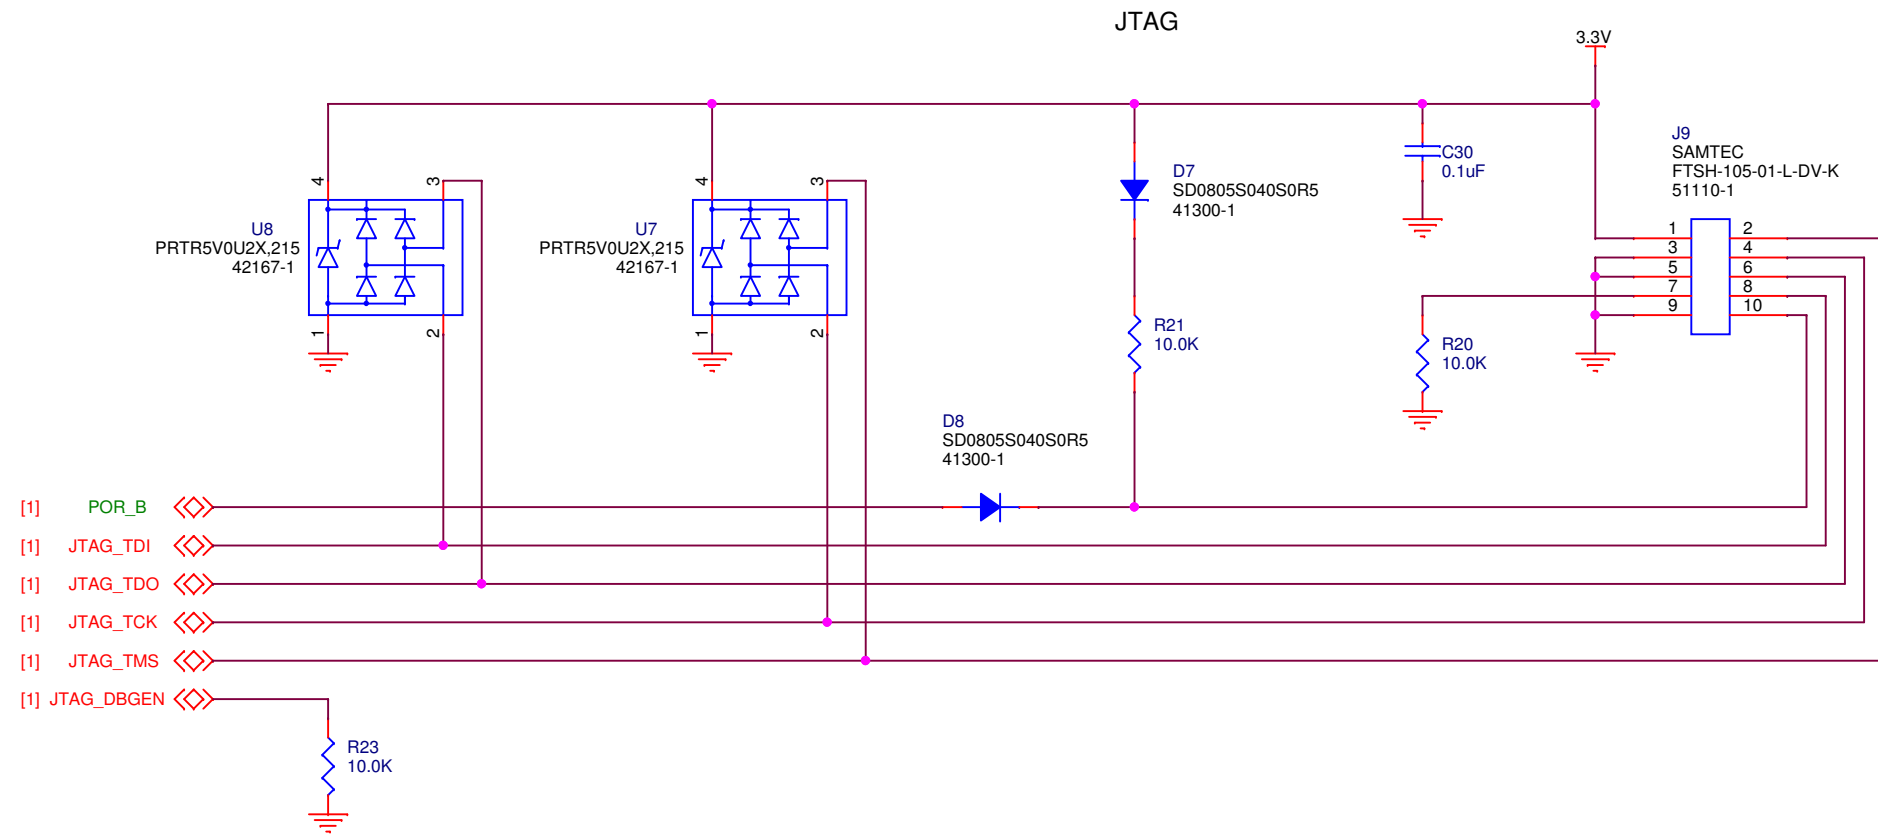 JTAG
3.3V
J9
SAMTEC
FTSH-105-01-L-DV-K
51110-1
C30
0.1uF
D7
SD0805S040S0R5
41300-1
4
3
U8
PRTR5V0U2X,215
42167-1
1
2
4
3
U7
PRTR5V0U2X,215
42167-1
1
2
1
2
3
4
5
6
7
8
9
10
R21
10.0K
R20
10.0K
D8
SD0805S040S0R5
41300-1
[1] POR_B
[1] JTAG_TDI
[1] JTAG_TDO
[1] JTAG_TCK
[1] JTAG_TMS
[1] JTAG_DBGEN
R23
10.0K